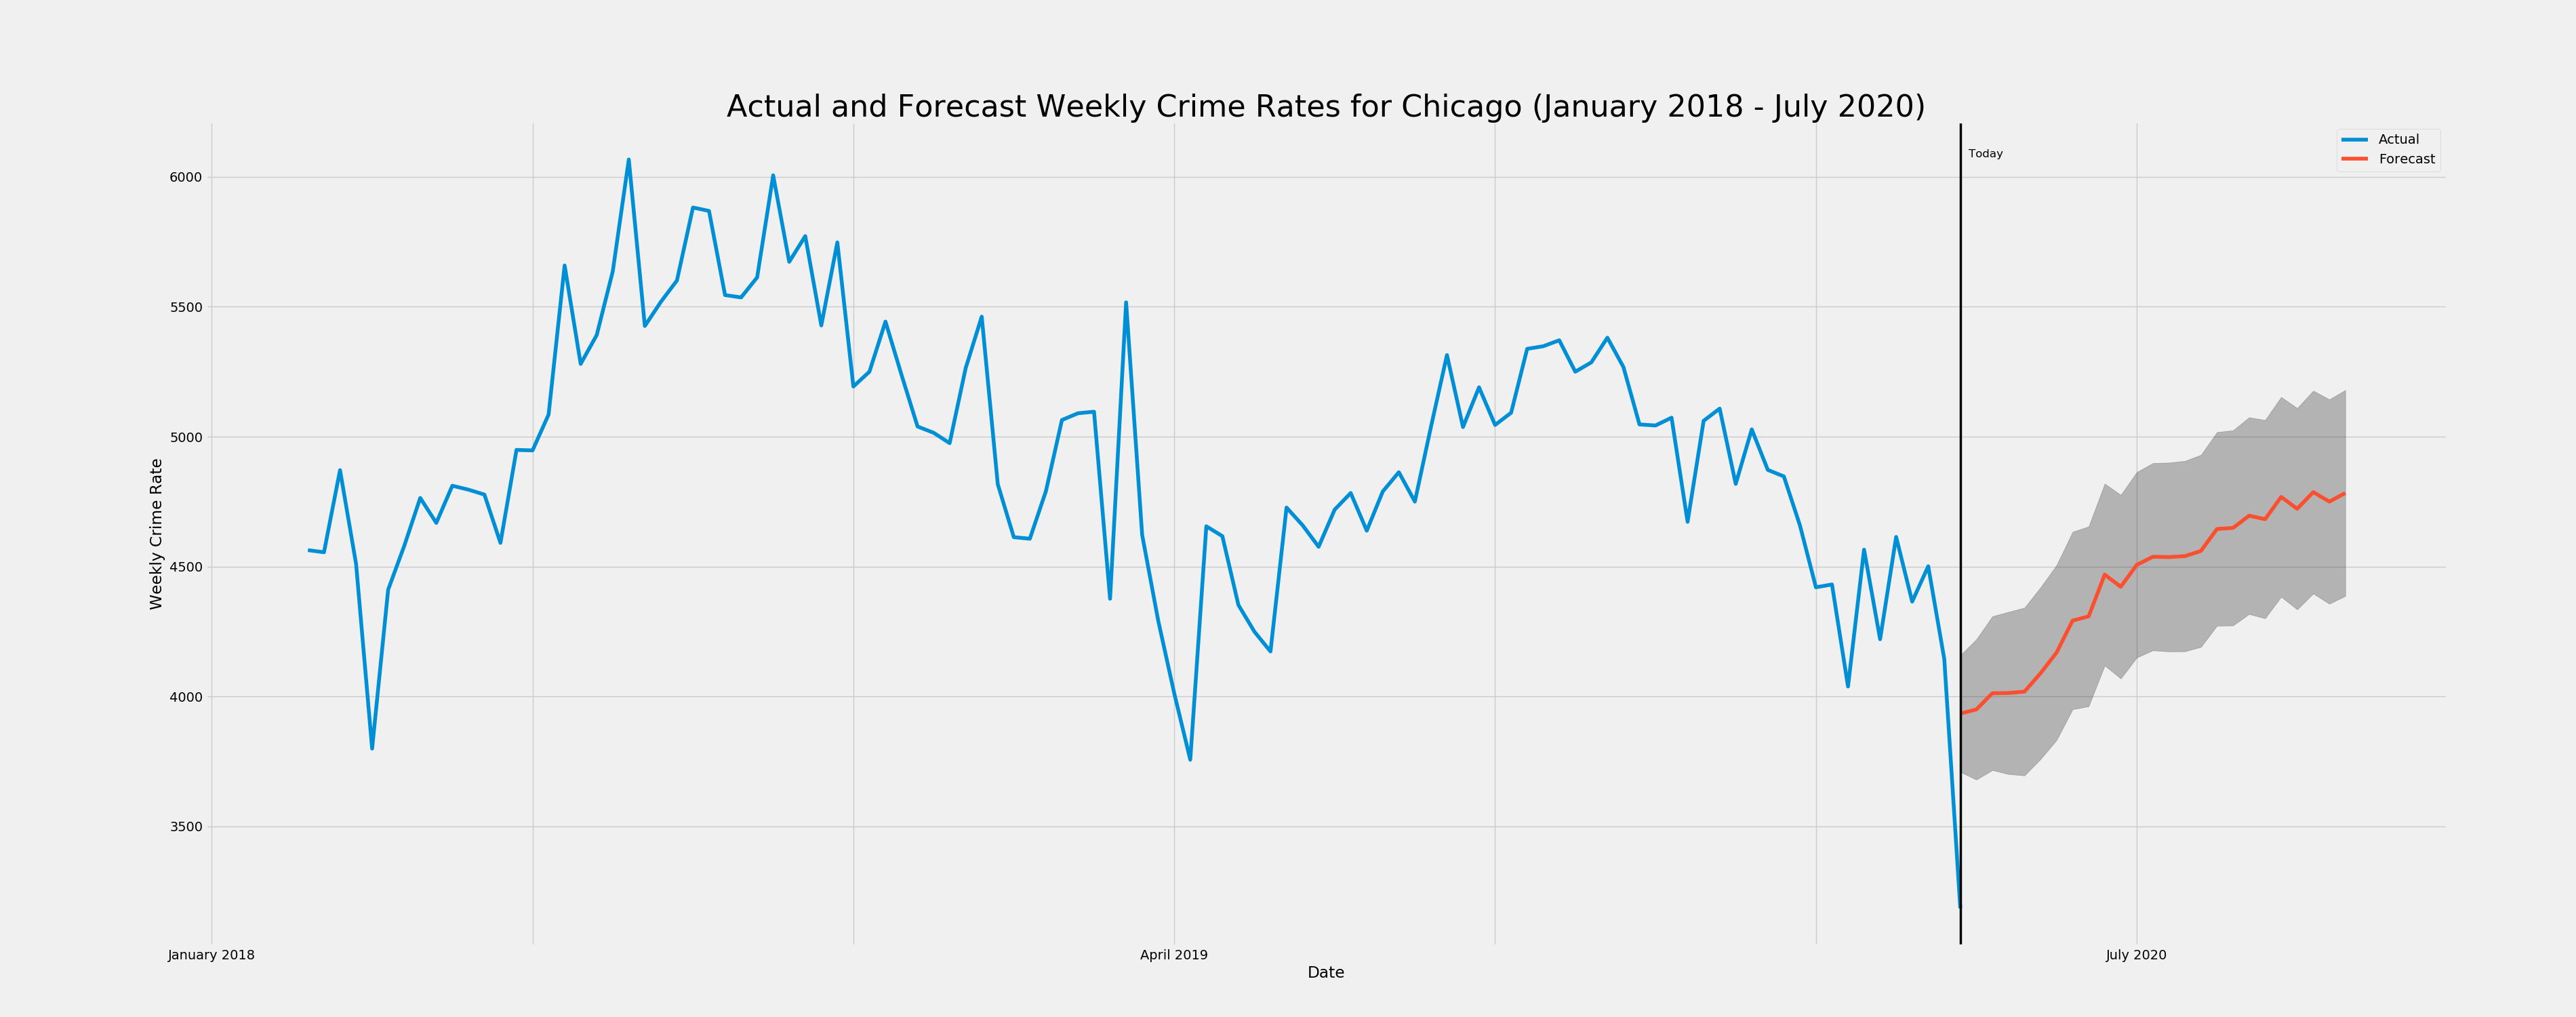 Actual and Forecast Weekly Crime Rates for Chicago (January 2018 - July 2020)
Today
Actual
Forecast
6000
5500
5000
4500
4000
3500
Weekly Crime Rate
January 2018
April 2019
July 2020
Date